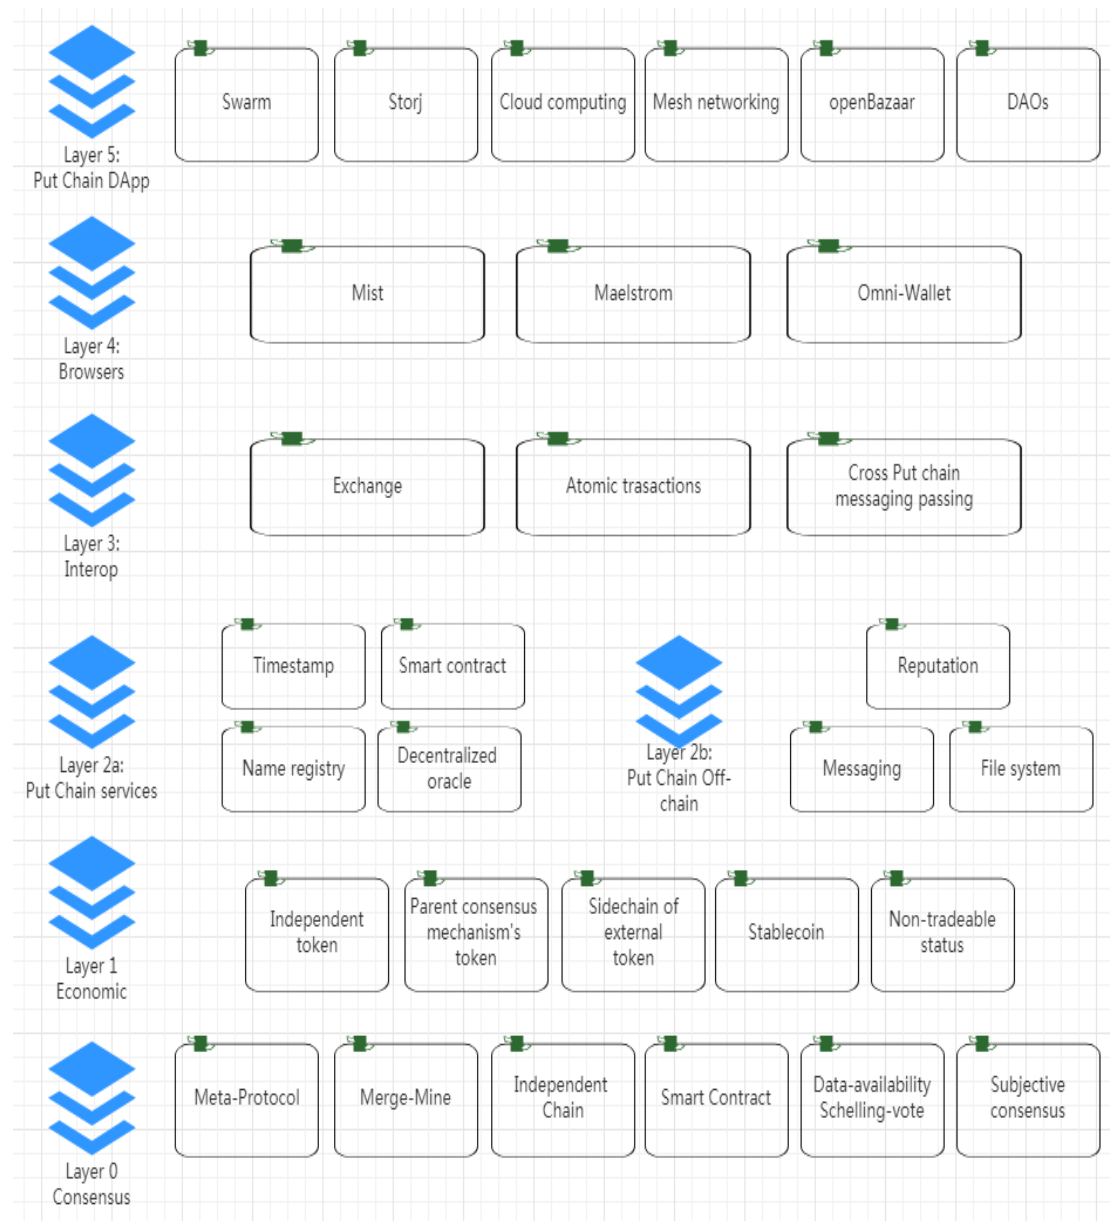 Swarm
Storj
Cloud computing
Mesh networking
openBazaar
DAOs
Layer 5:
Put Chain DApp
Mist
Maelstrom
Omni-Wallet
Layer 4:
Browsers
Exchange
Atomic trasactions
Cross Put chain
messaging passing
Layer 3:
Interop
Timestamp
Smart contract
Name registry
Decentralized
oracle
Layer 2a:
Put Chain services
Reputation
Messaging
File system
Layer 2b:
Put Chain Off-
chain
Independent
token
Parent consensus
mechanism's
token
Sidechain of
external
token
Stablecoin
Non-tradeable
status
Layer 1
Economic
Meta-Protocol
Merge-Mine
Independent
Chain
Smart Contract
Data-availability
Schelling-vote
Subjective
consensus
Layer 0
Consensus